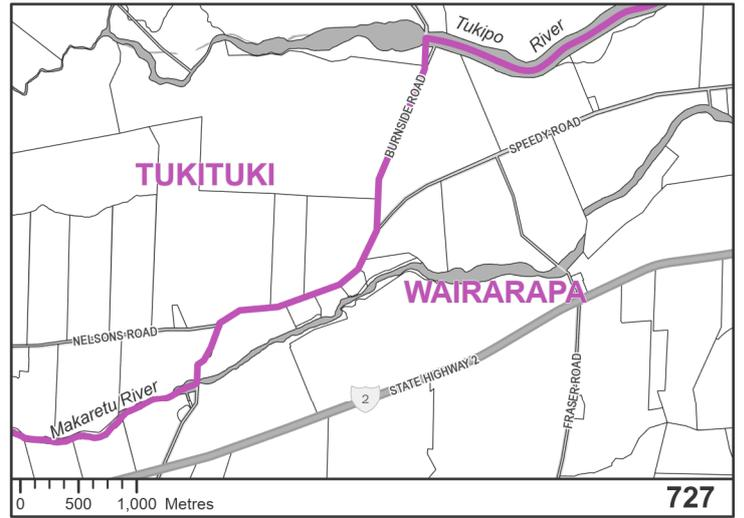 Tukipo River
BURNSIDE ROAD
SPEEDY ROAD
TUKITUKI
WAIRARAPA
NELSONS ROAD
STATE HIGHWAY 2
2
FRASER ROAD
Makaretu River
0 500 1,000 Metres
727